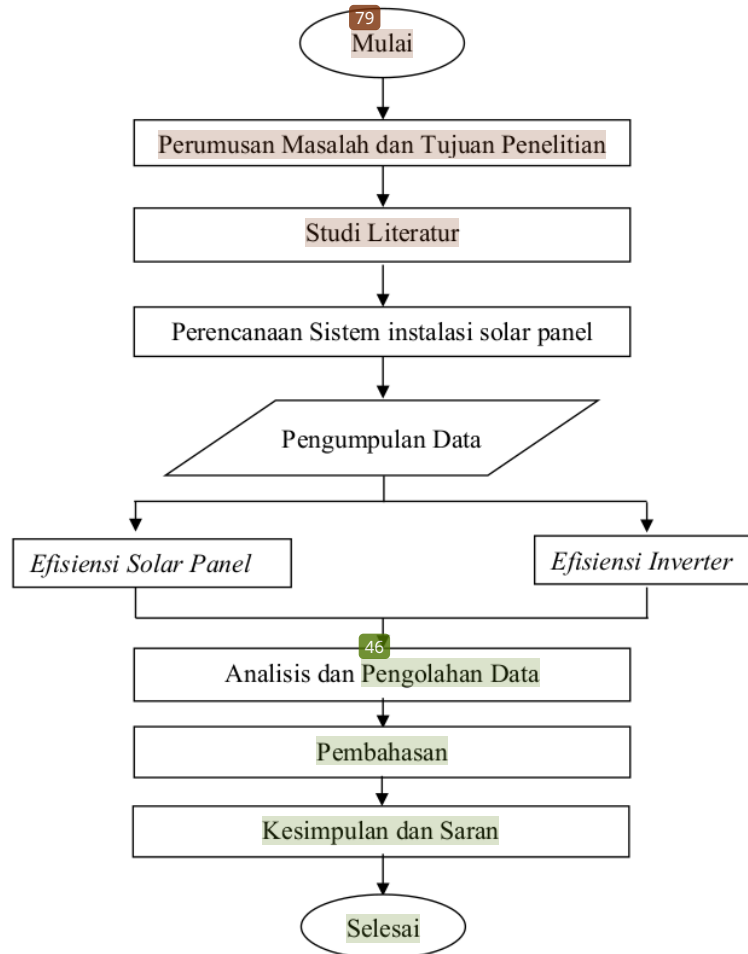 79
Mulai
Perumusan Masalah dan Tujuan Penelitian
Studi Literatur
Perencanaan Sistem instalasi solar panel
Pengumpulan Data
Efisiensi Solar Panel
Efisiensi Inverter
46
Analisis dan Pengolahan Data
Pembahasan
Kesimpulan dan Saran
Selesai